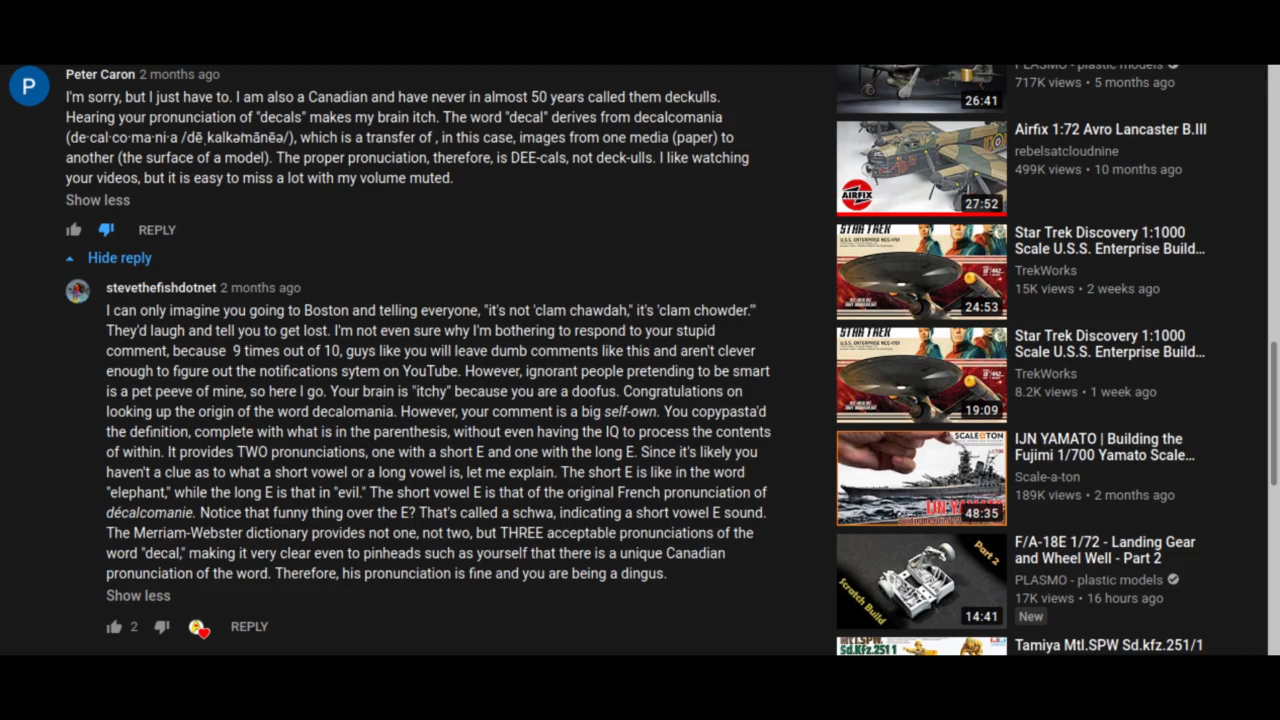 P
Peter Caron 2 months ago
I'm sorry, but I just have to. I am also a Canadian and have never in almost 50 years called them deckulls.
Hearing your pronunciation of "decals" makes my brain itch. The word "decal" derives from decalcomania
(de·cal·co·ma·ni·a /dēˌkalkəˈmānēə/), which is a transfer of , in this case, images from one media (paper) to
another (the surface of a model). The proper pronuciation, therefore, is DEE-cals, not deck-ulls. I like watching
your videos, but it is easy to miss a lot with my volume muted.
Show less
REPLY
Hide reply
stevethefishdotnet 2 months ago
I can only imagine you going to Boston and telling everyone, "it's not 'clam chawdah,' it's 'clam chowder.'"
They'd laugh and tell you to get lost. I'm not even sure why I'm bothering to respond to your stupid
comment, because 9 times out of 10, guys like you will leave dumb comments like this and aren't clever
enough to figure out the notifications sytem on YouTube. However, ignorant people pretending to be smart
is a pet peeve of mine, so here I go. Your brain is "itchy" because you are a doofus. Congratulations on
looking up the origin of the word decalomania. However, your comment is a big self-own. You copypasta'd
the definition, complete with what is in the parenthesis, without even having the IQ to process the contents
of within. It provides TWO pronunciations, one with a short E and one with the long E. Since it's likely you
haven't a clue as to what a short vowel or a long vowel is, let me explain. The short E is like in the word
"elephant," while the long E is that in "evil." The short vowel E is that of the original French pronunciation of
décalcomanie. Notice that funny thing over the E? That's called a schwa, indicating a short vowel E sound.
The Merriam-Webster dictionary provides not one, not two, but THREE acceptable pronunciations of the
word "decal," making it very clear even to pinheads such as yourself that there is a unique Canadian
pronunciation of the word. Therefore, his pronunciation is fine and you are being a dingus.
Show less
2 REPLY
PLASMO - plastic models
717K views • 5 months ago
26:41
Airfix 1:72 Avro Lancaster B.III
rebelsatcloudnine
499K views • 10 months ago
AIRFIX
27:52
Star Trek Discovery 1:1000
Scale U.S.S. Enterprise Build...
TrekWorks
15K views • 2 weeks ago
STAR TREK
24:53
Star Trek Discovery 1:1000
Scale U.S.S. Enterprise Build...
TrekWorks
8.2K views • 1 week ago
STAR TREK
19:09
IJN YAMATO | Building the
Fujimi 1/700 Yamato Scale...
Scale-a-ton
189K views • 2 months ago
SCALE-A-TON
48:35
F/A-18E 1/72 - Landing Gear
and Wheel Well - Part 2
PLASMO - plastic models
17K views • 16 hours ago
New
Part 2
Scratch Build
14:41
Tamiya Mtl.SPW Sd.kfz.251/1
Mtl.SPW.
Sd.Kfz.251 1